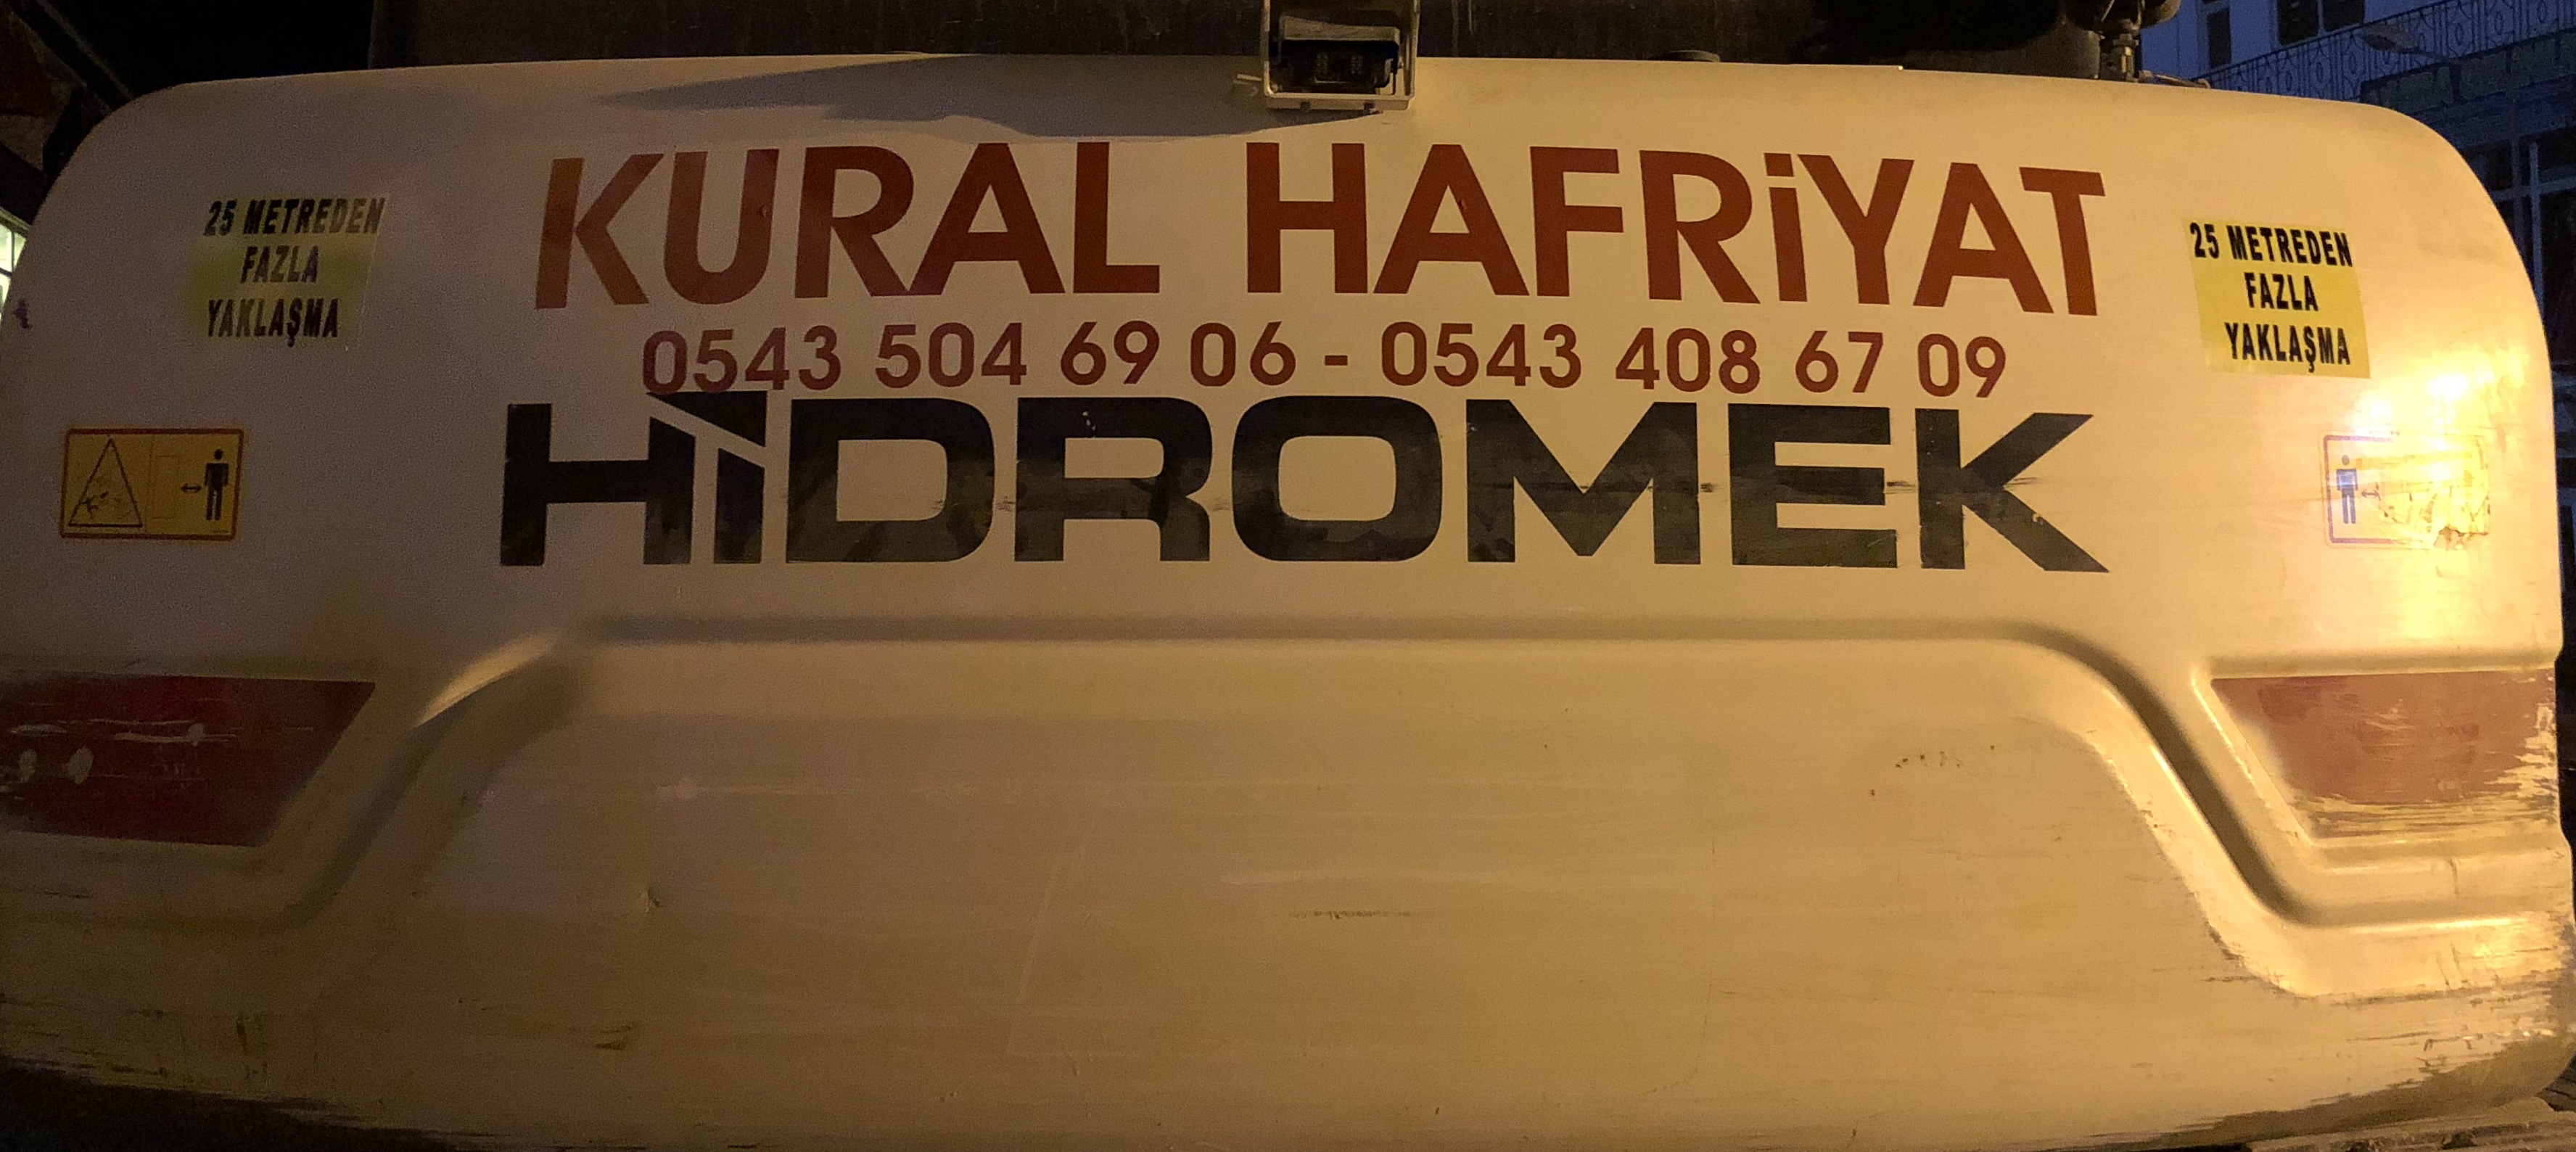 KURAL HAFRİYAT
25 METREDEN
FAZLA
YAKLAŞMA
25 METREDEN
FAZLA
YAKLAŞMA
0543 504 69 06 - 0543 408 67 09
HİDROMEK